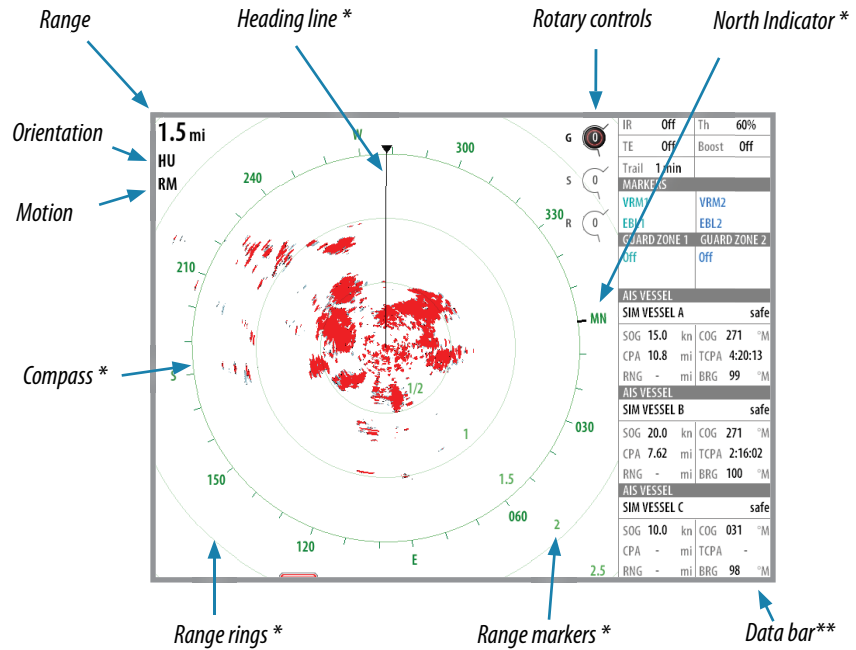 Range
Heading line *
Rotary controls
North Indicator *
Orientation
Motion
Compass *
1.5 mi
HU
RM
W
300
240
330
210
MN
S
030
150
060
120
E
1/2
1
1.5
2
2.5
G 0
S 0
R 0
IR Off Th 60%
TE Off Boost Off
Trail 1 min
MARKERS
VRM1 VRM2
EBL1 EBL2
GUARD ZONE 1 GUARD ZONE 2
Off Off
AIS VESSEL
SIM VESSEL A safe
SOG 15.0 kn COG 271 °M
CPA 10.8 mi TCPA 4:20:13
RNG - mi BRG 99 °M
AIS VESSEL
SIM VESSEL B safe
SOG 20.0 kn COG 271 °M
CPA 7.62 mi TCPA 2:16:02
RNG - mi BRG 100 °M
AIS VESSEL
SIM VESSEL C safe
SOG 10.0 kn COG 031 °M
CPA - mi TCPA -
RNG - mi BRG 98 °M
Range rings *
Range markers *
Data bar**